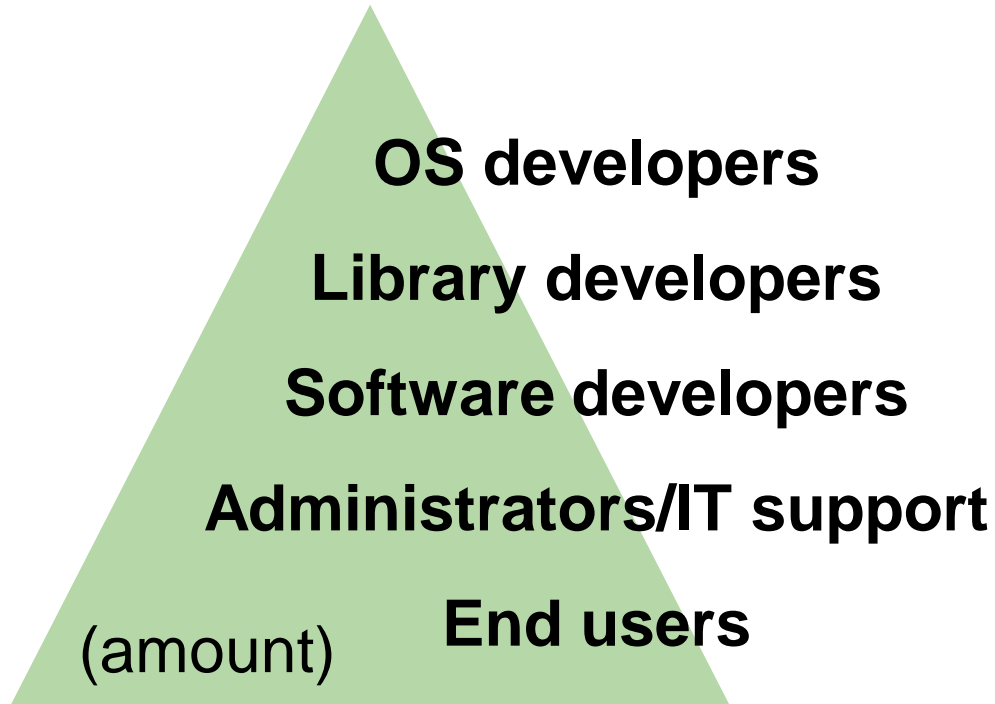 OS developers
Library developers
Software developers
Administrators/IT support
End users
(amount)